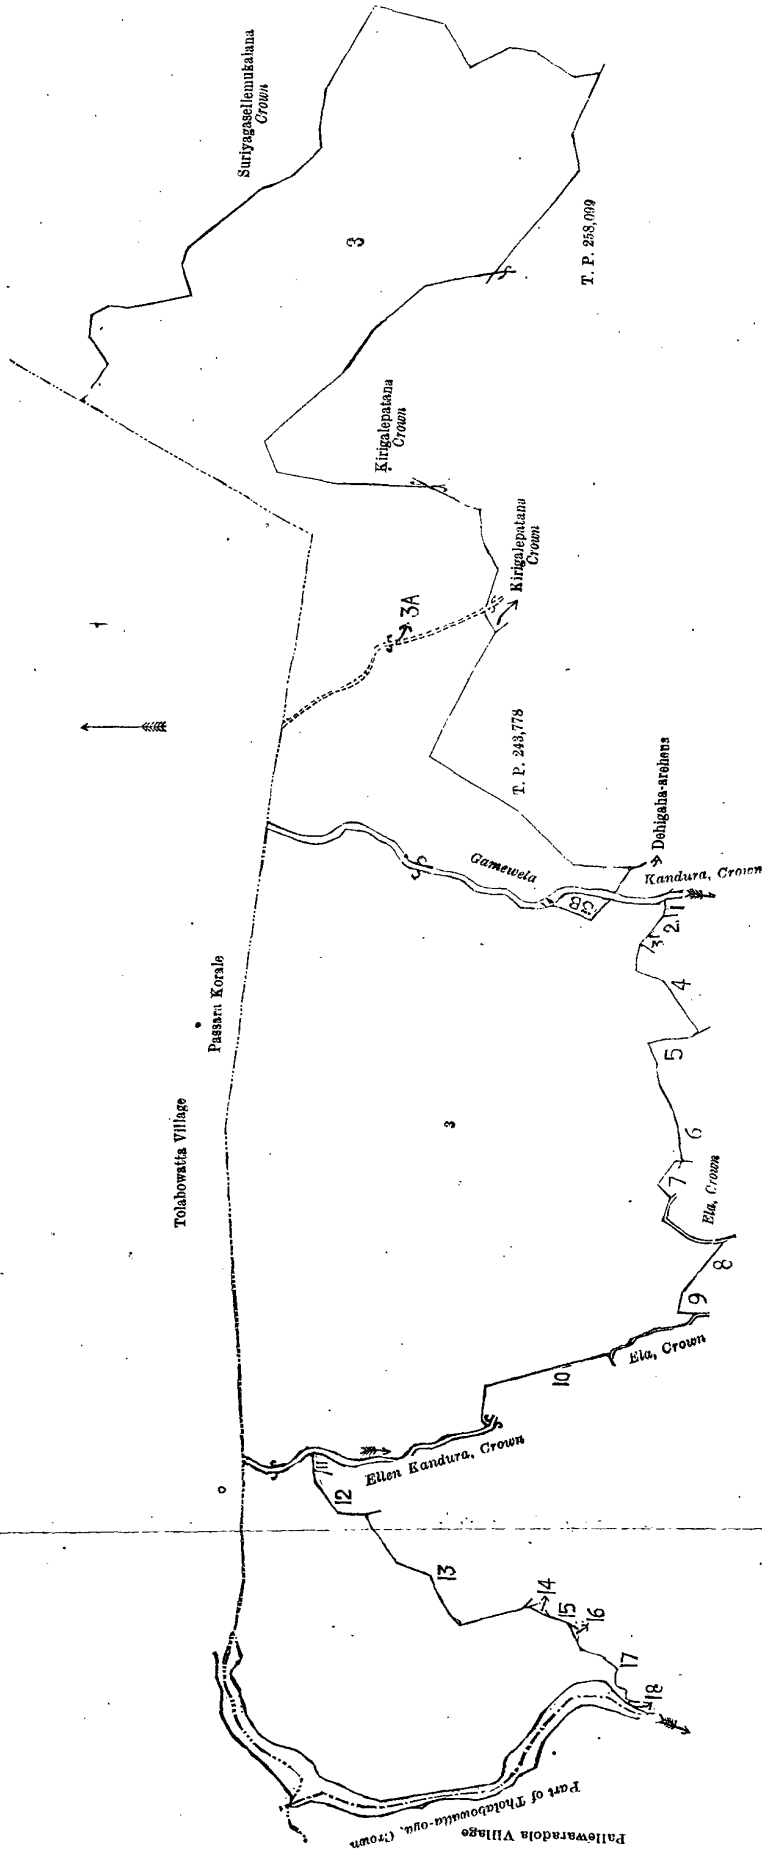 Suriyagasellemukalana
Crown
3
T. P. 258,099
Kirigalepatana
Crown
Kirigalepatana
Crown
3A
T. P. 243,778
Dehigaha-arehena
Gamewela
Kandura, Crown
3B
1
2
3
4
5
6
7
Ela, Crown
8
9
Ela, Crown
10
Passara Korale
Tolabowatta Village
3
Ellen Kandura, Crown
11
12
13
14
15
16
17
18
Part of Tholabowatta-oya, Crown
Pallewaradola Village